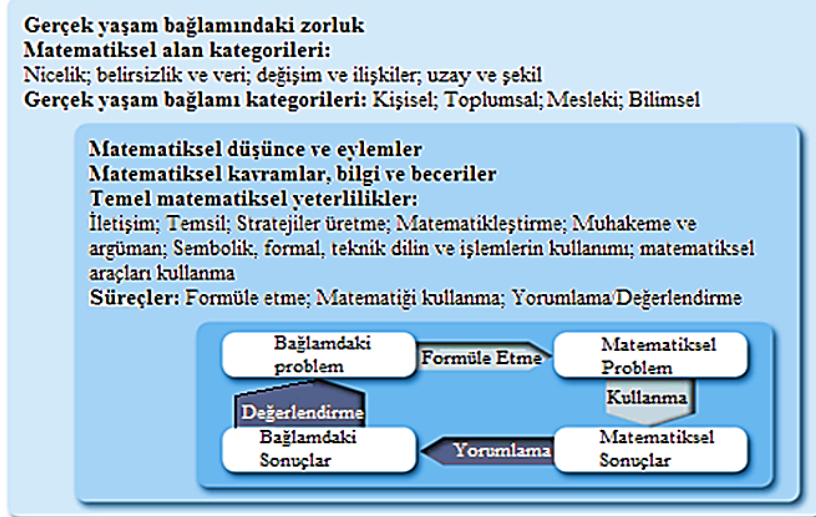 Gerçek yaşam bağlamındaki zorluk
Matematiksel alan kategorileri:
Nicelik; belirsizlik ve veri; değişim ve ilişkiler; uzay ve şekil
Gerçek yaşam bağlamı kategorileri: Kişisel; Toplumsal; Mesleki; Bilimsel
Matematiksel düşünce ve eylemler
Matematiksel kavramlar, bilgi ve beceriler
Temel matematiksel yeterlilikler:
İletişim; Temsil; Stratejiler üretme; Matematikleştirme; Muhakeme ve
argüman; Sembolik, formal, teknik dilin ve işlemlerin kullanımı; matematiksel
araçları kullanma
Süreçler: Formüle etme; Matematiği kullanma; Yorumlama/Değerlendirme
Bağlamdaki
problem
Formüle Etme
Matematiksel
Problem
Kullanma
Değerlendirme
Bağlamdaki
Sonuçlar
Yorumlama
Matematiksel
Sonuçlar